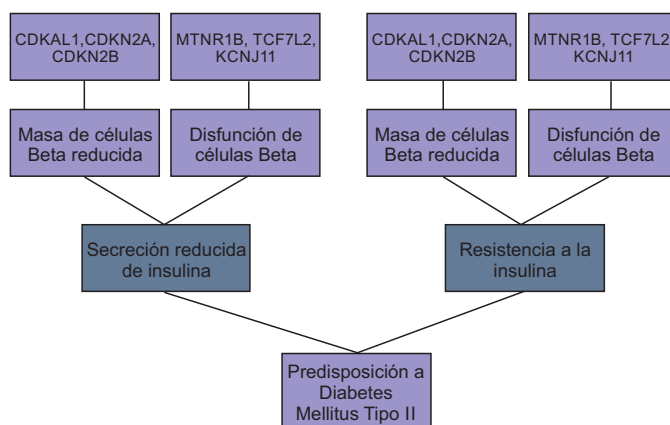 CDKAL1,CDKN2A,
CDKN2B
MTNR1B, TCF7L2,
KCNJ11
CDKAL1,CDKN2A,
CDKN2B
MTNR1B, TCF7L2,
KCNJ11
Masa de células
Beta reducida
Disfunción de
células Beta
Masa de células
Beta reducida
Disfunción de
células Beta
Secreción reducida
de insulina
Resistencia a la
insulina
Predisposición a
Diabetes
Mellitus Tipo II